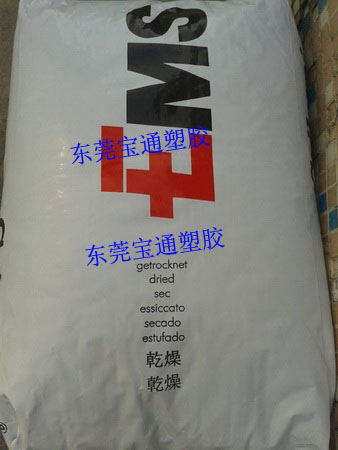 EMS
东莞宝通塑胶
东莞宝通塑胶
getrocknet
dried
sec
essiccato
secado
estufado
乾燥
乾燥